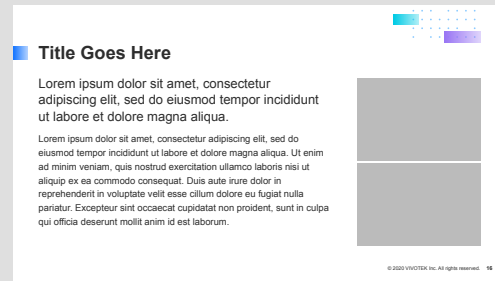 Title Goes Here
Lorem ipsum dolor sit amet, consectetur
adipiscing elit, sed do eiusmod tempor incididunt
ut labore et dolore magna aliqua.
Lorem ipsum dolor sit amet, consectetur adipiscing elit, sed do
eiusmod tempor incididunt ut labore et dolore magna aliqua. Ut enim
ad minim veniam, quis nostrud exercitation ullamco laboris nisi ut
aliquip ex ea commodo consequat. Duis aute irure dolor in
reprehenderit in voluptate velit esse cillum dolore eu fugiat nulla
pariatur. Excepteur sint occaecat cupidatat non proident, sunt in culpa
qui officia deserunt mollit anim id est laborum.
© 2020 VIVOTEK Inc. All rights reserved. 16